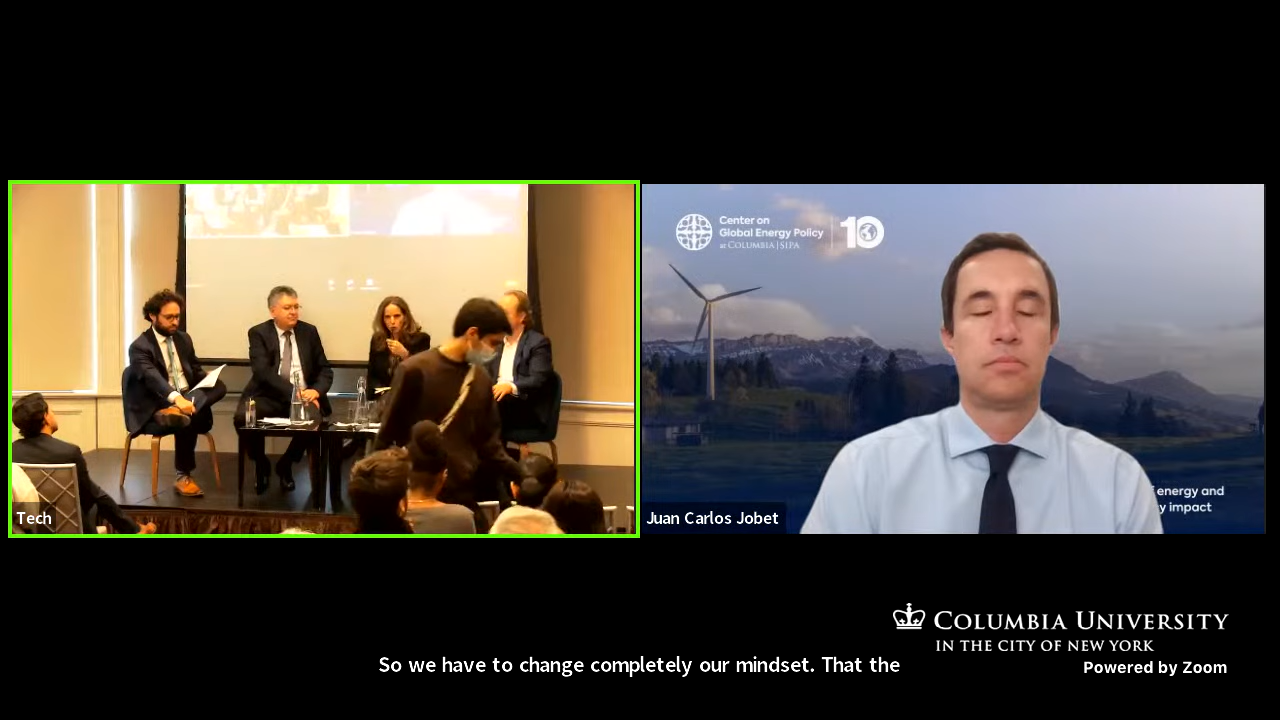 Center on
Global Energy Policy
at COLUMBIA | SIPA
10
energy and
y impact
Tech
Juan Carlos Jobet
COLUMBIA UNIVERSITY
IN THE CITY OF NEW YORK
So we have to change completely our mindset. That the
Powered by Zoom